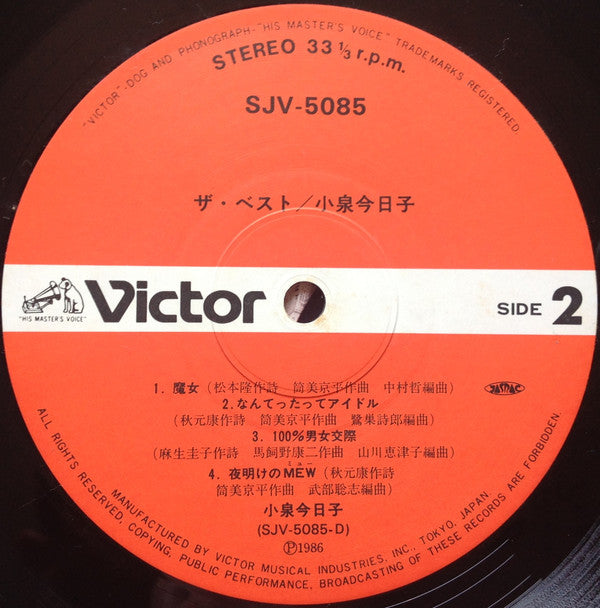 "VICTOR"-DOG AND PHONOGRAPH-"HIS MASTER'S VOICE" TRADEMARKS REGISTERED.
STEREO 33 1/3 r.p.m.
SJV-5085
ザ・ベスト／小泉今日子
"HIS MASTER'S VOICE"
Victor
SIDE 2
1. 魔女（松本隆作詩 筒美京平作曲 中村哲編曲）
2. なんてったってアイドル
（秋元康作詩 筒美京平作曲 鷺巣詩郎編曲）
3. 100%男女交際
（麻生圭子作詩 馬飼野康二作曲 山川恵津子編曲）
ミュー
4. 夜明けのMEW（秋元康作詩
筒美京平作曲 武部聡志編曲）
JASRAC
小泉今日子
(SJV-5085-D)
Ⓟ1986
MANUFACTURED BY VICTOR MUSICAL INDUSTRIES, INC., TOKYO, JAPAN
ALL RIGHTS RESERVED, COPYING, PUBLIC PERFORMANCE, BROADCASTING OF THESE RECORDS ARE FORBIDDEN.